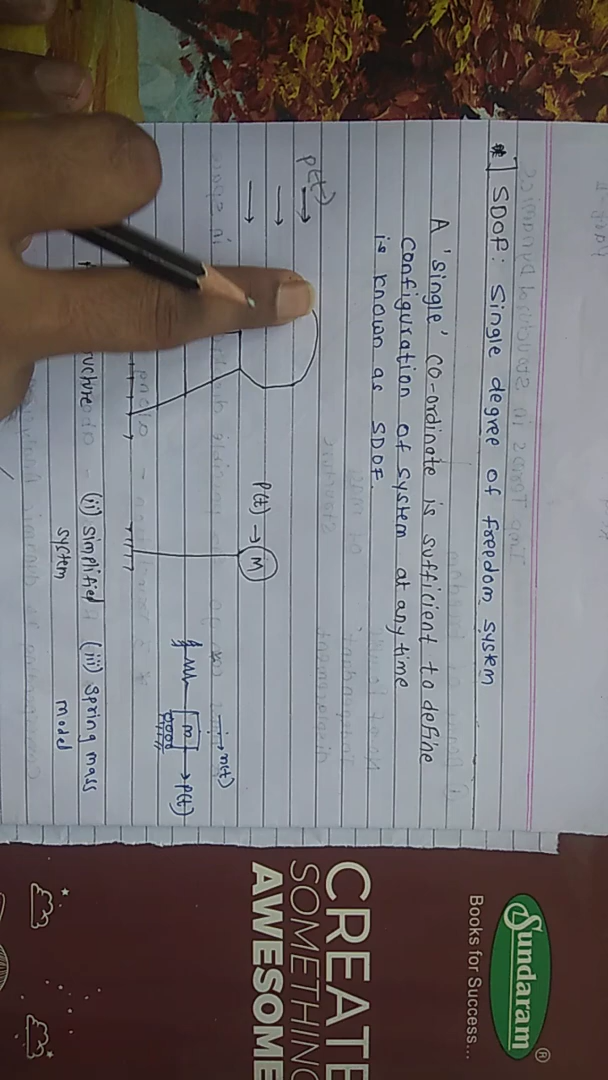 *] SDOF: Single degree of freedom system
A 'single' co-ordinate is sufficient to define
configuration of system at any time
is known as SDOF.
P(t)
P(t) → M
x(t)
m → P(t)
(ii) simplified
system
(iii) spring mass
model
Sundaram®
Books for Success...
CREATE
SOMETHING
AWESOME